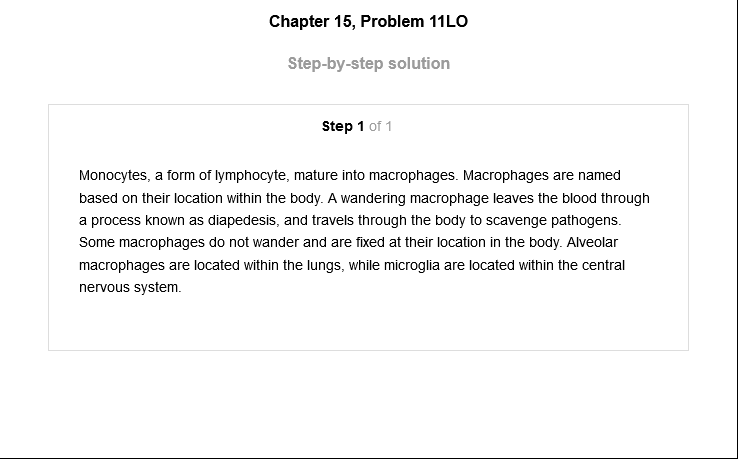 Chapter 15, Problem 11LO
Step-by-step solution
Step 1 of 1
Monocytes, a form of lymphocyte, mature into macrophages. Macrophages are named
based on their location within the body. A wandering macrophage leaves the blood through
a process known as diapedesis, and travels through the body to scavenge pathogens.
Some macrophages do not wander and are fixed at their location in the body. Alveolar
macrophages are located within the lungs, while microglia are located within the central
nervous system.